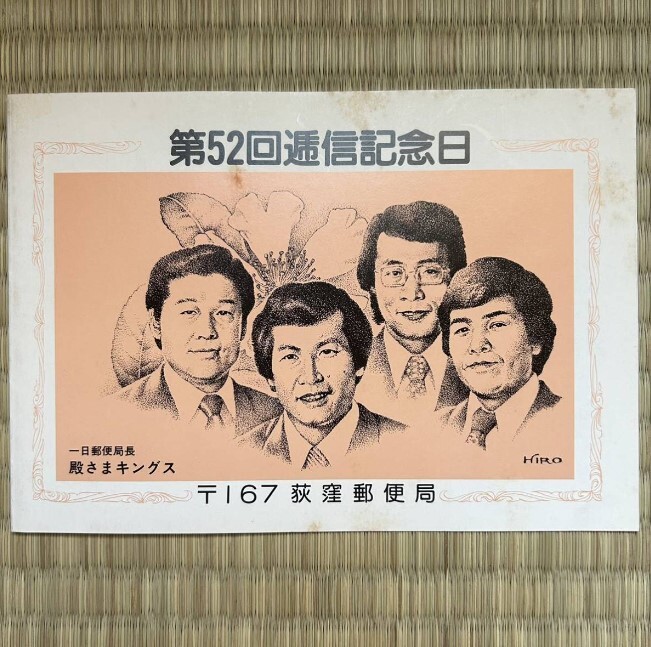 第52回逓信記念日
一日郵便局長
殿さまキングス
HIRO
〒167 荻窪郵便局